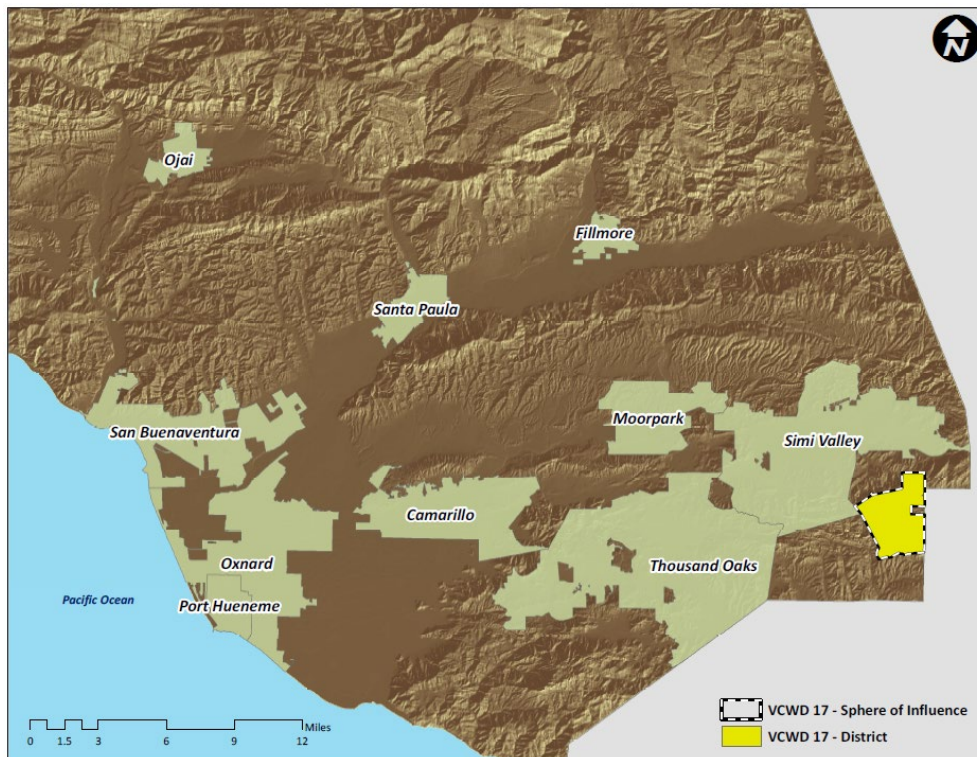 N
Ojai
Fillmore
Santa Paula
Moorpark
San Buenaventura
Simi Valley
Camarillo
Oxnard
Thousand Oaks
Pacific Ocean
Port Hueneme
VCWD 17 - Sphere of Influence
Miles
0 1.5 3 6 9 12
VCWD 17 - District